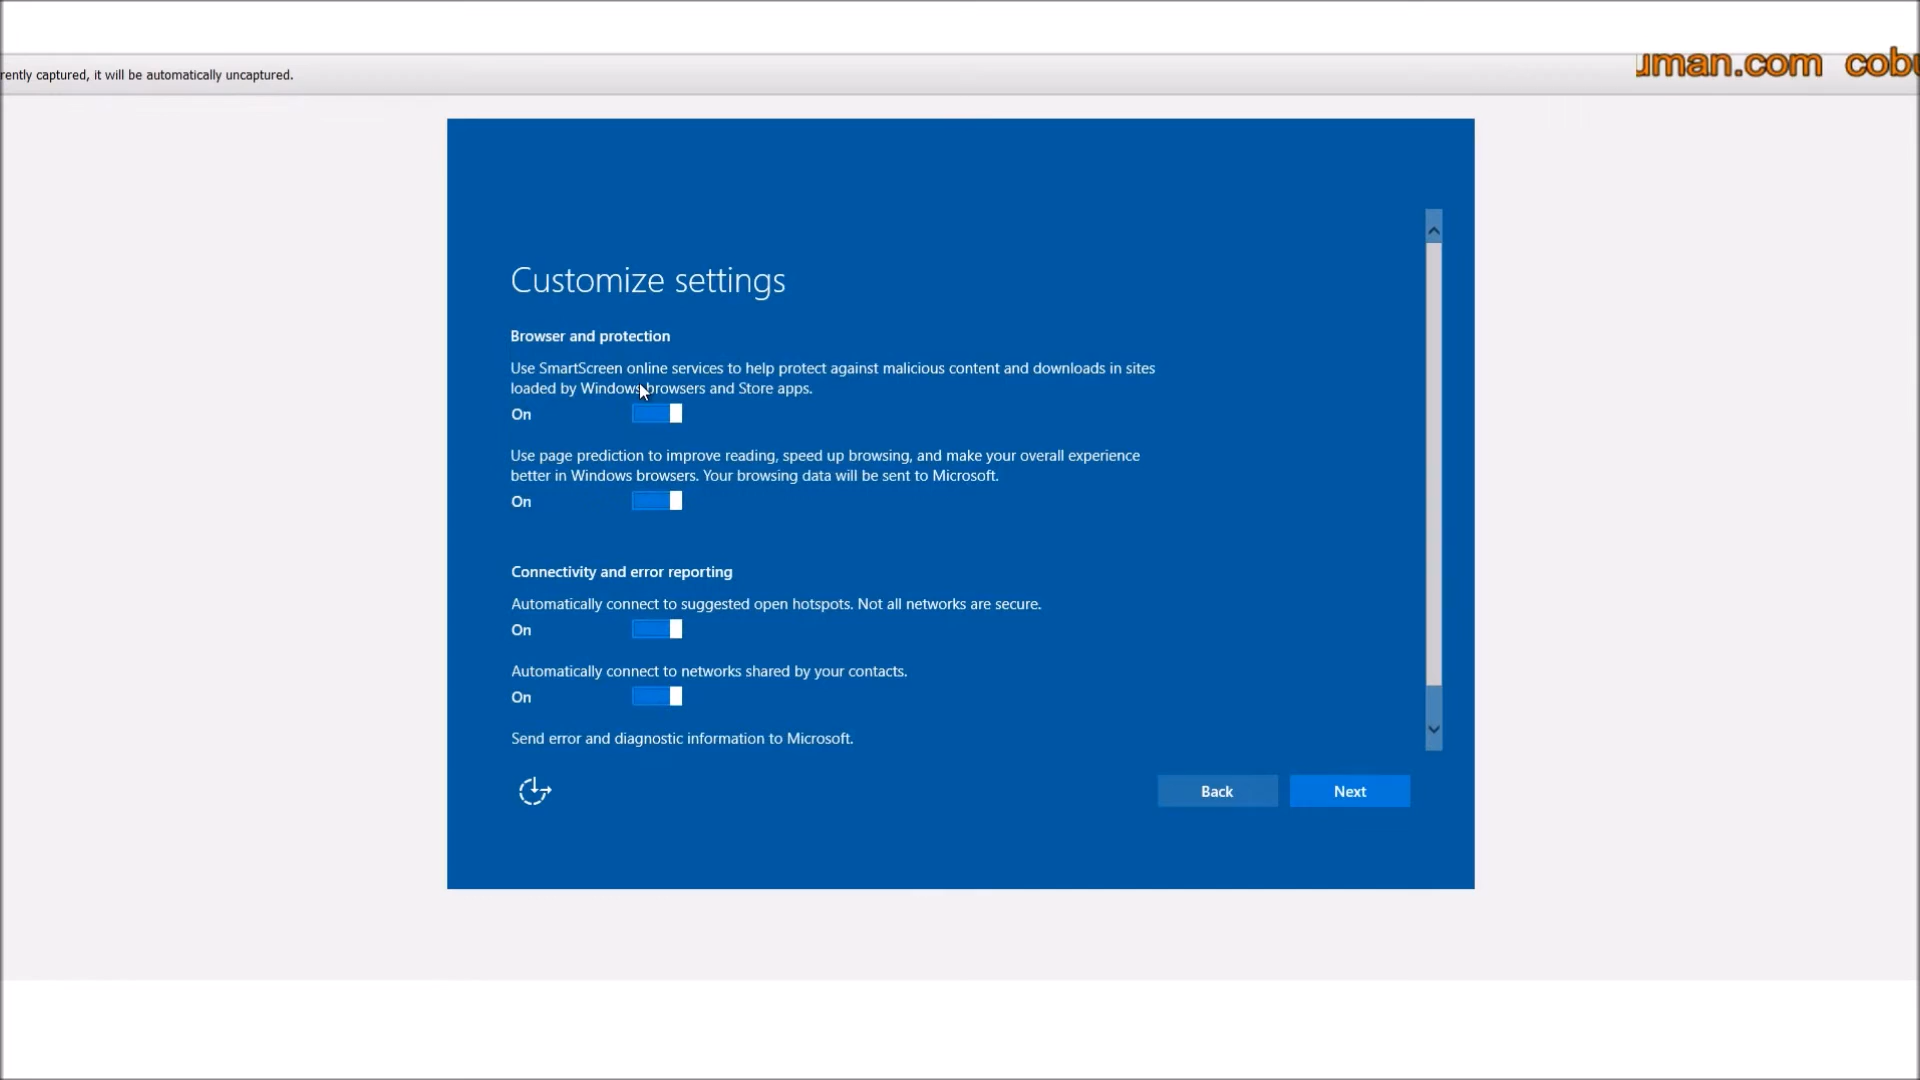 rently captured, it will be automatically uncaptured.
uman.com cobu
Customize settings
Browser and protection
Use SmartScreen online services to help protect against malicious content and downloads in sites
loaded by Windows browsers and Store apps.
On
Use page prediction to improve reading, speed up browsing, and make your overall experience
better in Windows browsers. Your browsing data will be sent to Microsoft.
On
Connectivity and error reporting
Automatically connect to suggested open hotspots. Not all networks are secure.
On
Automatically connect to networks shared by your contacts.
On
Send error and diagnostic information to Microsoft.
Back
Next